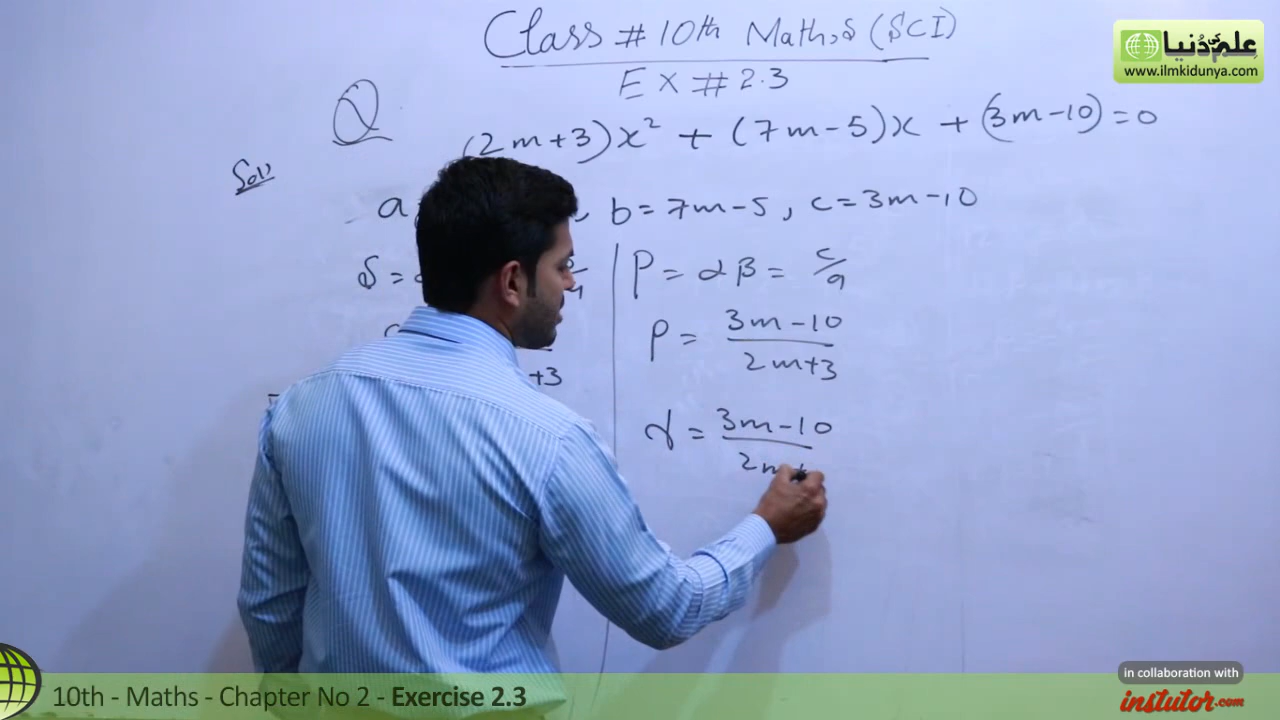 Class # 10th Maths (SCI)
EX # 2.3
علم کی دنیا
www.ilmkidunya.com
Q
(2m+3)x² + (7m-5)x + (3m-10) = 0
Sol:
a , b = 7m-5 , c = 3m-10
S =
P = αβ = c/a
P = 3m-10 / 2m+3
+3
γ = 3m-10 / 2m+
in collaboration with
instutor.com
10th - Maths - Chapter No 2 - Exercise 2.3